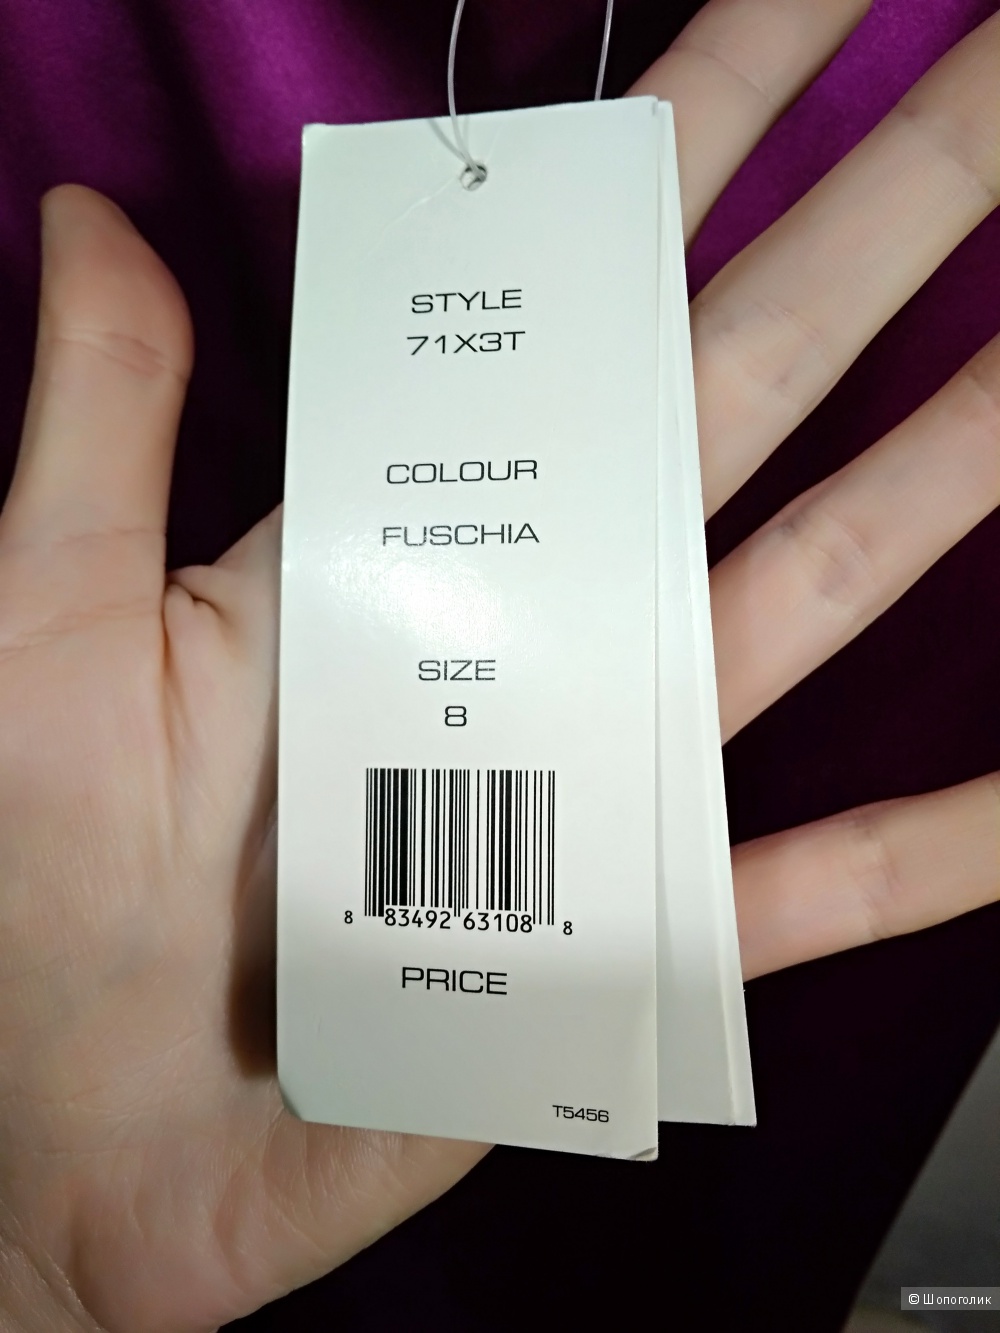 STYLE
71X3T
COLOUR
FUSCHIA
SIZE
8
8 83492 63108 8
PRICE
T5456
© Шопоголик